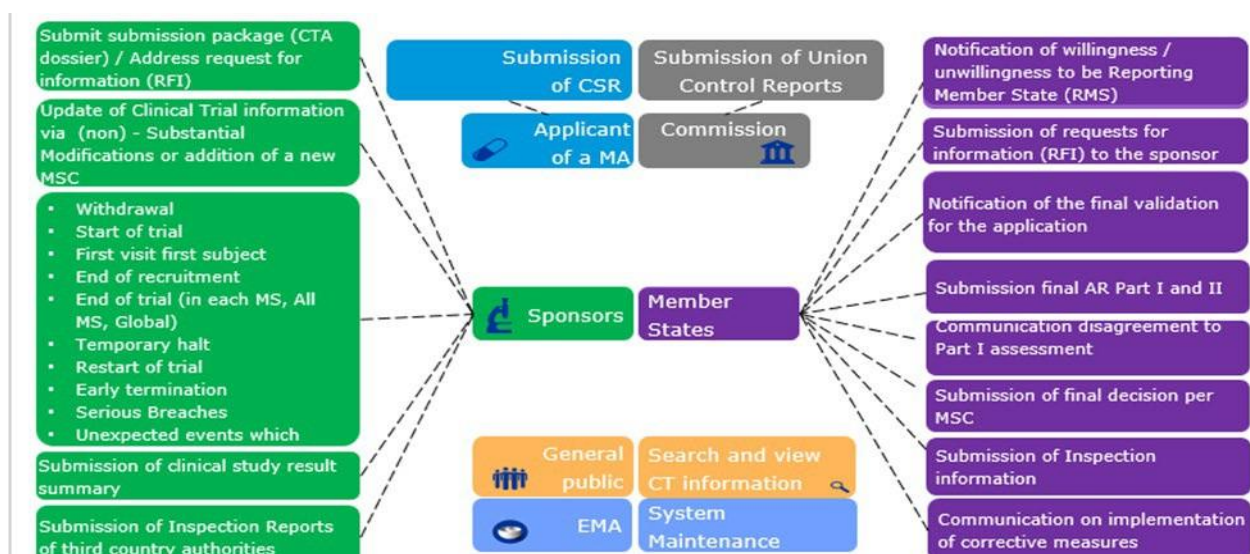 Submit submission package (CTA
dossier) / Address request for
information (RFI)
Update of Clinical Trial information
via (non) - Substantial
Modifications or addition of a new
MSC
▪ Withdrawal
▪ Start of trial
▪ First visit first subject
▪ End of recruitment
▪ End of trial (in each MS, All
MS, Global)
▪ Temporary halt
▪ Restart of trial
▪ Early termination
▪ Serious Breaches
▪ Unexpected events which
Submission of clinical study result
summary
Submission of Inspection Reports
of third country authorities
Submission
of CSR
Submission of Union
Control Reports
Applicant
of a MA
Commission
Sponsors
Member
States
General
public
Search and view
CT information
EMA
System
Maintenance
Notification of willingness /
unwillingness to be Reporting
Member State (RMS)
Submission of requests for
information (RFI) to the sponsor
Notification of the final validation
for the application
Submission final AR Part I and II
Communication disagreement to
Part I assessment
Submission of final decision per
MSC
Submission of Inspection
information
Communication on implementation
of corrective measures